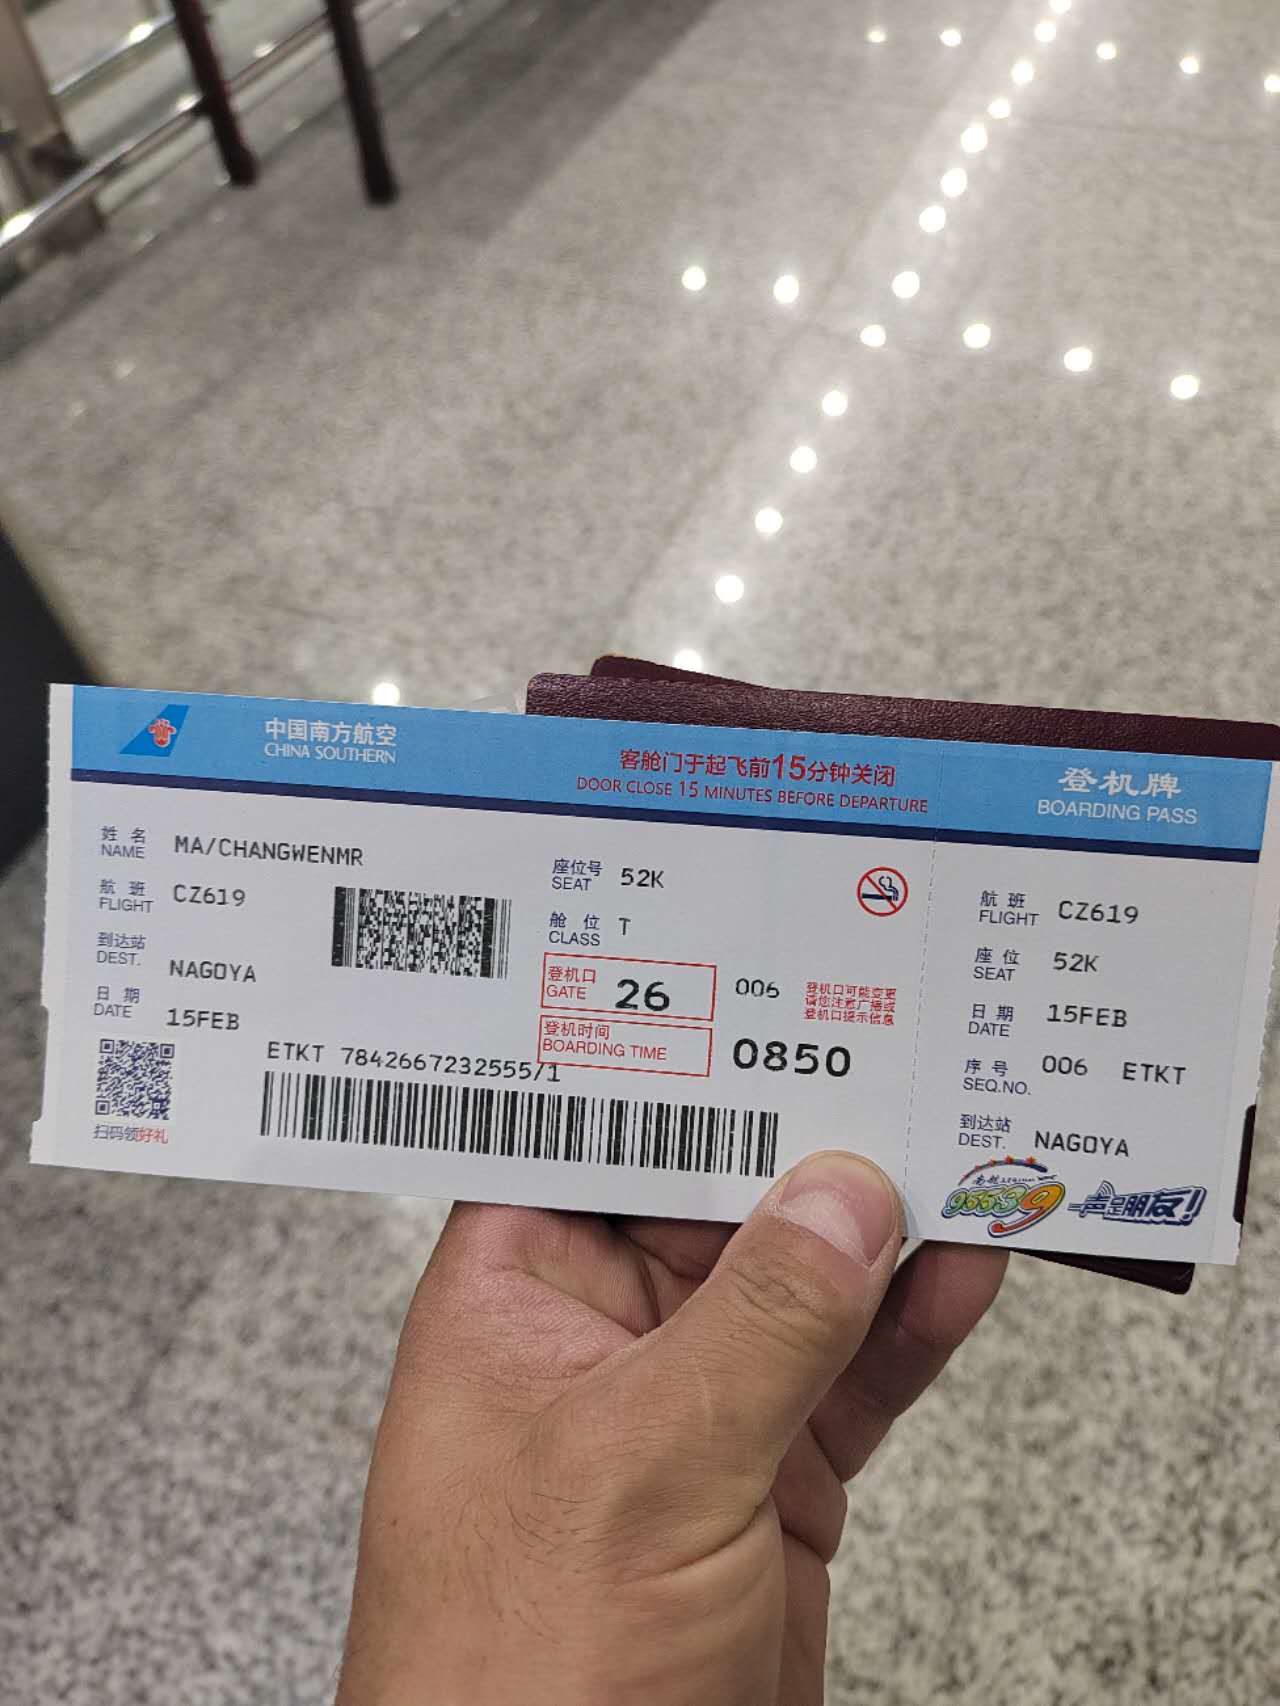 中国南方航空
CHINA SOUTHERN
客舱门于起飞前15分钟关闭
DOOR CLOSE 15 MINUTES BEFORE DEPARTURE
登机牌
BOARDING PASS
姓名 NAME MA/CHANGWENMR
航班 FLIGHT CZ619
到达站 DEST. NAGOYA
日期 DATE 15FEB
扫码领好礼
ETKT 7842667232555/1
座位号 SEAT 52K
舱位 CLASS T
登机口 GATE 26 006
登机口可能变更
请您注意广播或
登机口提示信息
登机时间 BOARDING TIME 0850
航班 FLIGHT CZ619
座位 SEAT 52K
日期 DATE 15FEB
序号 SEQ.NO. 006 ETKT
到达站 DEST. NAGOYA
南航
95539 一声是朋友!